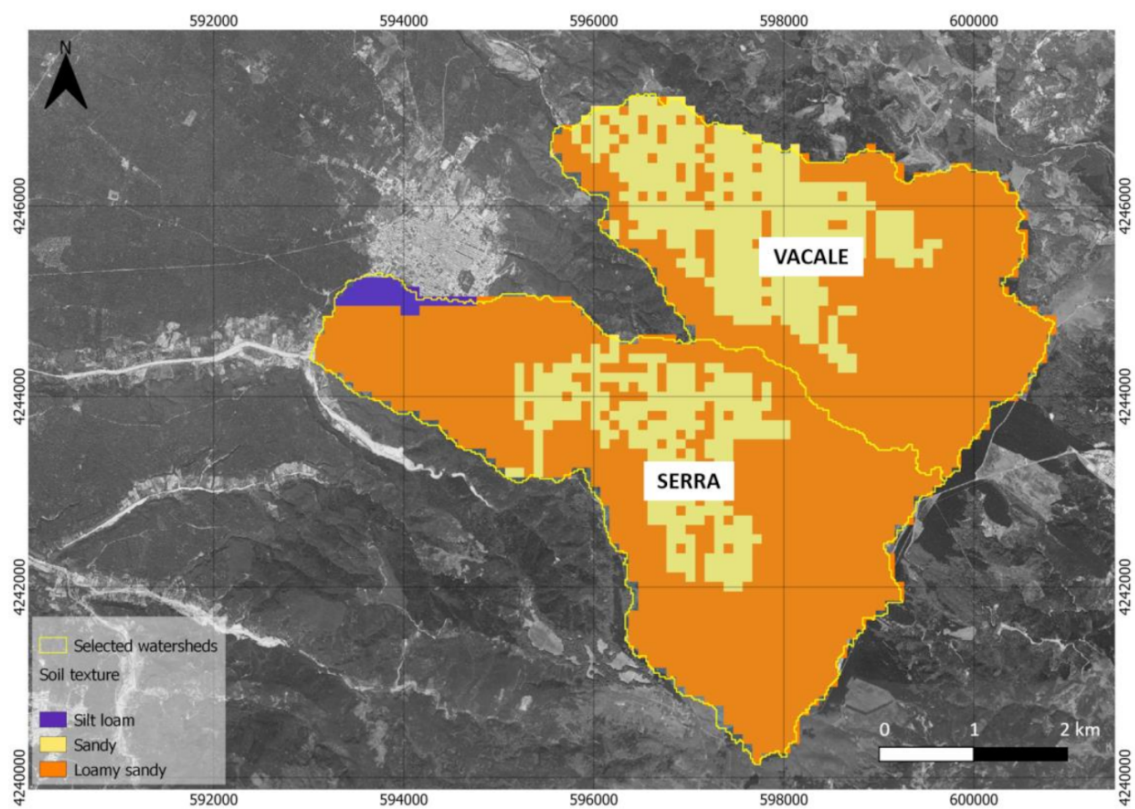 592000 594000 596000 598000 600000
N
4246000 4246000
VACALE
4244000 4244000
SERRA
4242000 4242000
Selected watersheds
Soil texture
Silt loam
Sandy
Loamy sandy
0 1 2 km
4240000 4240000
592000 594000 596000 598000 600000